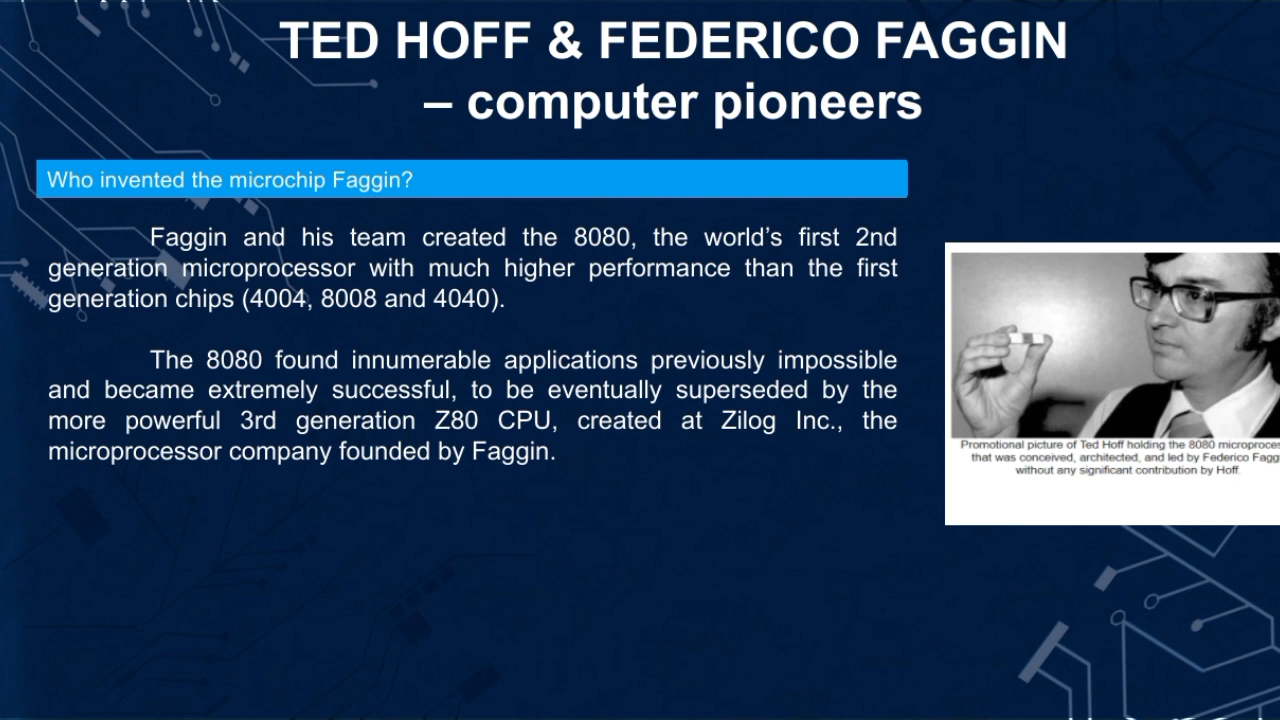 TED HOFF & FEDERICO FAGGIN
– computer pioneers
Who invented the microchip Faggin?
Faggin and his team created the 8080, the world’s first 2nd
generation microprocessor with much higher performance than the first
generation chips (4004, 8008 and 4040).
The 8080 found innumerable applications previously impossible
and became extremely successful, to be eventually superseded by the
more powerful 3rd generation Z80 CPU, created at Zilog Inc., the
microprocessor company founded by Faggin.
Promotional picture of Ted Hoff holding the 8080
that was conceived, architected, and led by Federico
without any significant contribution by Hoff.